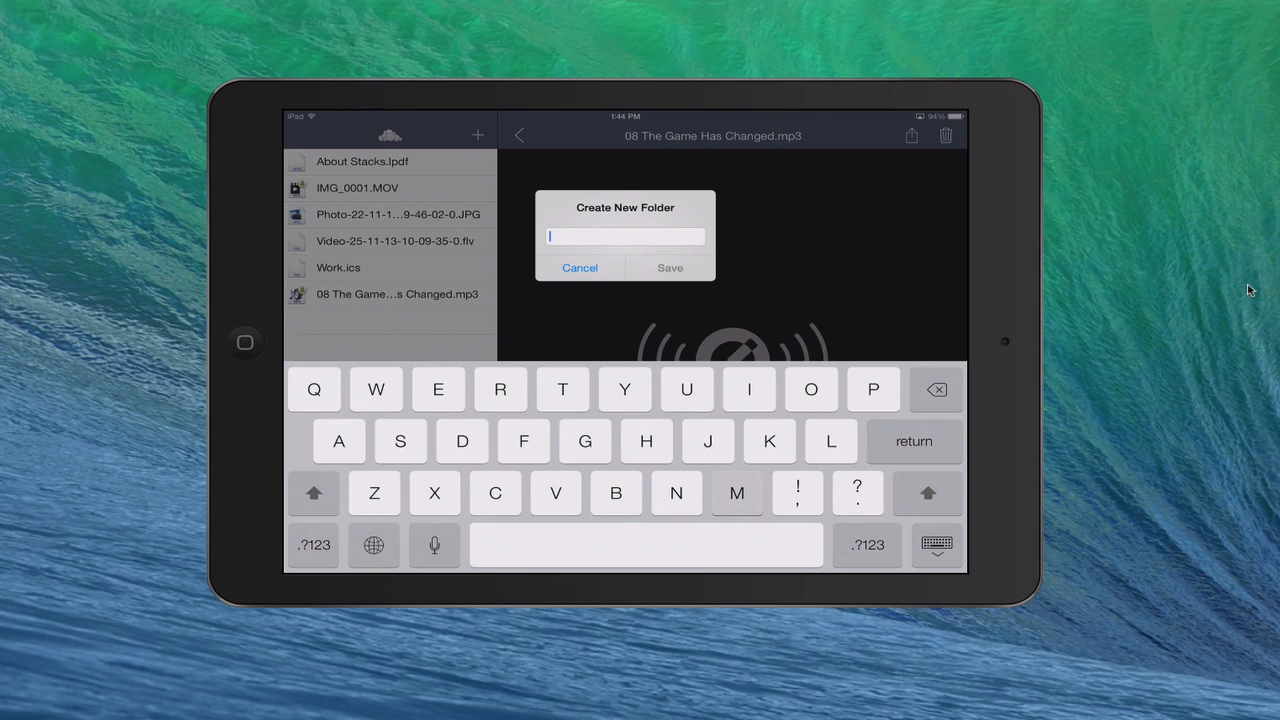 iPad
1:44 PM
94%
08 The Game Has Changed.mp3
About Stacks.lpdf
IMG_0001.MOV
Photo-22-11-1...9-46-02-0.JPG
Video-25-11-13-10-09-35-0.flv
Work.ics
08 The Game...s Changed.mp3
Create New Folder
Cancel
Save
Q W E R T Y U I O P
A S D F G H J K L return
Z X C V B N M ! , ? .
.?123 .?123